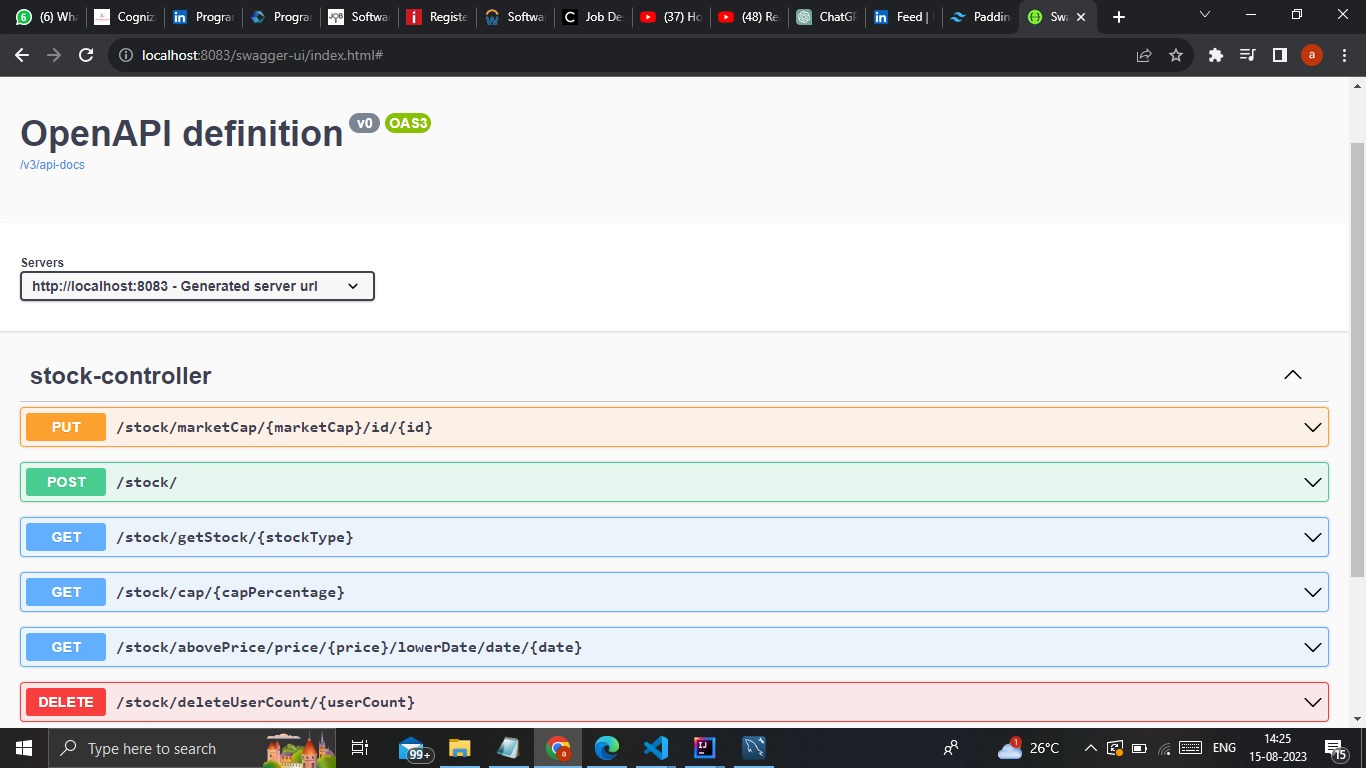 6 (6) Wha
Cogniz
Program
Progra
JOB Softwa
Registe
Softwa
Job De
(37) Ho
(48) Re
ChatGP
Feed |
Paddin
Swa
localhost:8083/swagger-ui/index.html#
a
OpenAPI definition v0 OAS3
/v3/api-docs
Servers
http://localhost:8083 - Generated server url
stock-controller
PUT /stock/marketCap/{marketCap}/id/{id}
POST /stock/
GET /stock/getStock/{stockType}
GET /stock/cap/{capPercentage}
GET /stock/abovePrice/price/{price}/lowerDate/date/{date}
DELETE /stock/deleteUserCount/{userCount}
Type here to search
99+
a
1 26°C
ENG
14:25
15-08-2023
15